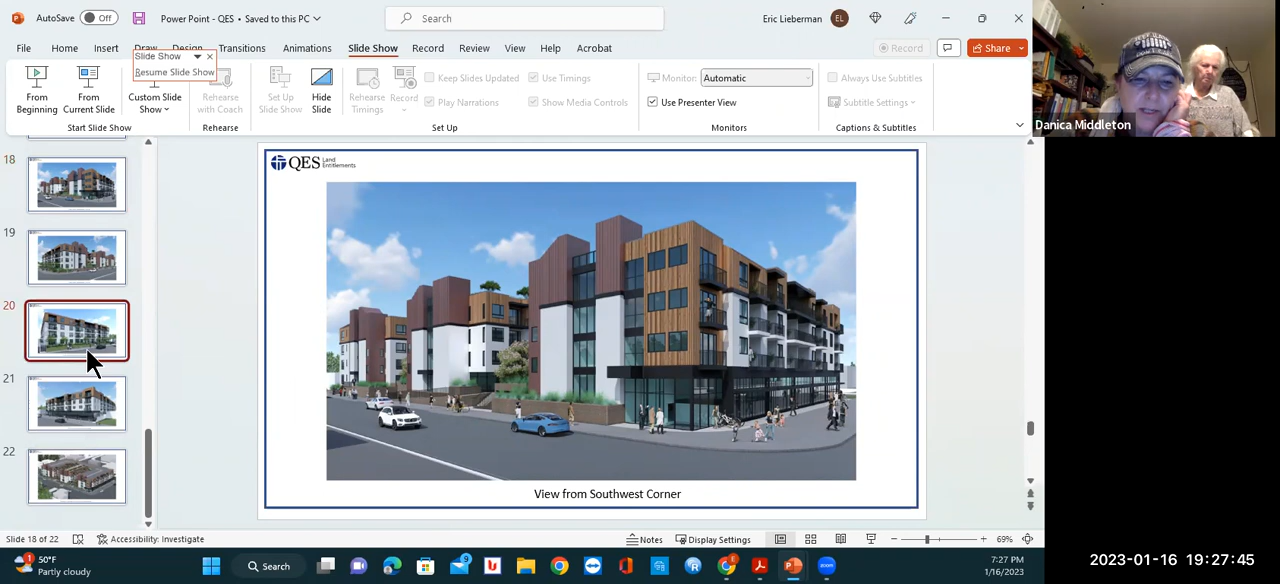 AutoSave Off Power Point - QES • Saved to this PC Search Eric Lieberman EL
File Home Insert Draw Design Transitions Animations Slide Show Record Review View Help Acrobat Record Share
Slide Show
Resume Slide Show
From Beginning
From Current Slide
Custom Slide Show
Rehearse with Coach
Set Up Slide Show
Hide Slide
Rehearse Timings
Record
Keep Slides Updated
Play Narrations
Use Timings
Show Media Controls
Monitor: Automatic
Use Presenter View
Always Use Subtitles
Subtitle Settings
Start Slide Show Rehearse Set Up Monitors Captions & Subtitles
Danica Middleton
18
19
20
21
22
QES Land Entitlements
View from Southwest Corner
Slide 18 of 22 Accessibility: Investigate Notes Display Settings 69%
50°F
Partly cloudy
Search
7:27 PM
1/16/2023
2023-01-16 19:27:45